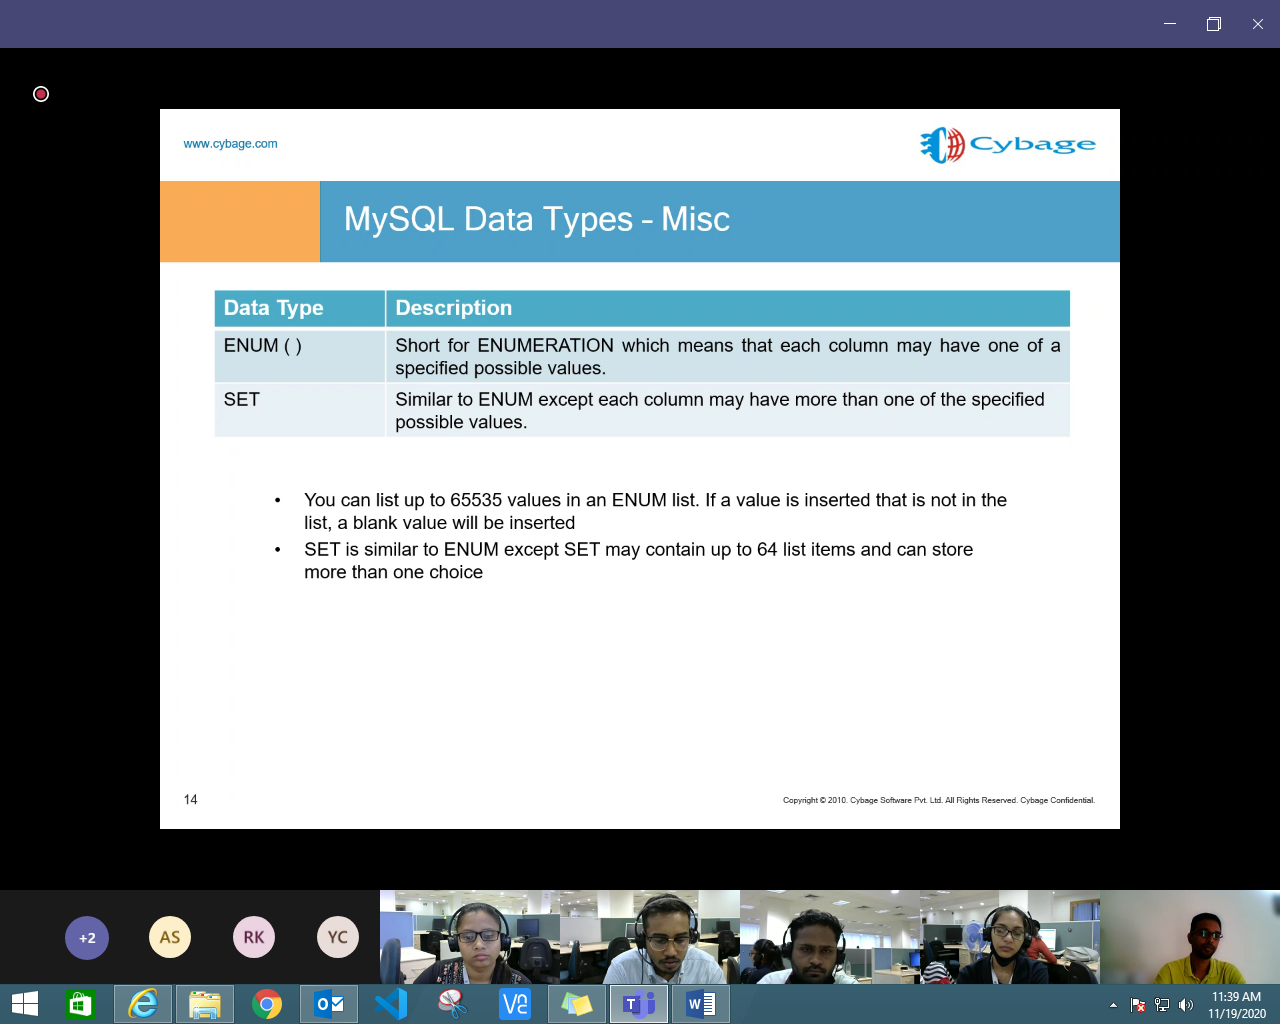 www.cybage.com
Cybage
MySQL Data Types - Misc
Data Type Description
ENUM ( ) Short for ENUMERATION which means that each column may have one of a
specified possible values.
SET Similar to ENUM except each column may have more than one of the specified
possible values.
• You can list up to 65535 values in an ENUM list. If a value is inserted that is not in the
list, a blank value will be inserted
• SET is similar to ENUM except SET may contain up to 64 list items and can store
more than one choice
14
Copyright © 2010. Cybage Software Pvt. Ltd. All Rights Reserved. Cybage Confidential.
+2 AS RK YC
11:39 AM
11/19/2020